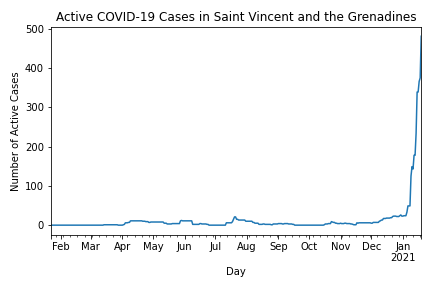 Active COVID-19 Cases in Saint Vincent and the Grenadines
Number of Active Cases
500
400
300
200
100
0
Feb Mar Apr May Jun Jul Aug Sep Oct Nov Dec Jan
2021
Day